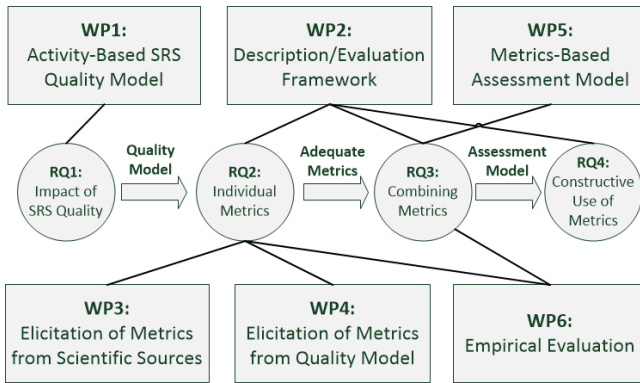 WP1:
Activity-Based SRS
Quality Model
WP2:
Description/Evaluation
Framework
WP5:
Metrics-Based
Assessment Model
RQ1:
Impact of
SRS Quality
Quality
Model
RQ2:
Individual
Metrics
Adequate
Metrics
RQ3:
Combining
Metrics
Assessment
Model
RQ4:
Constructive
Use of
Metrics
WP3:
Elicitation of Metrics
from Scientific Sources
WP4:
Elicitation of Metrics
from Quality Model
WP6:
Empirical Evaluation